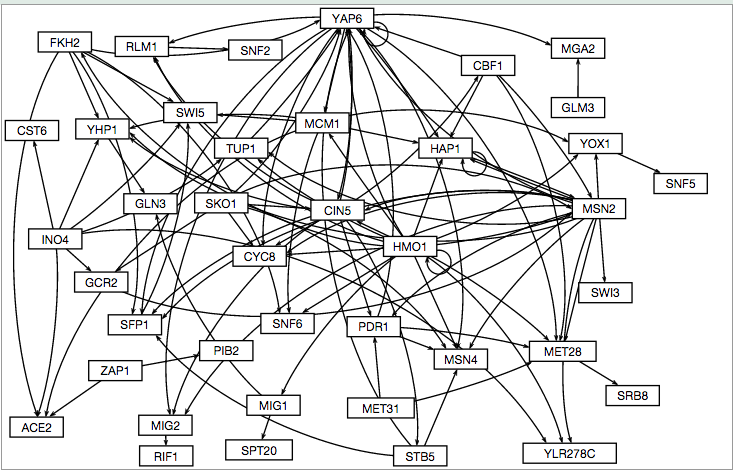 YAP6
FKH2
RLM1
SNF2
MGA2
CBF1
GLM3
SWI5
MCM1
CST6
YHP1
TUP1
HAP1
YOX1
SNF5
GLN3
SKO1
CIN5
MSN2
INO4
HMO1
CYC8
GCR2
SWI3
SFP1
SNF6
PDR1
PIB2
MSN4
MET28
ZAP1
SRB8
MIG1
MET31
ACE2
MIG2
RIF1
SPT20
STB5
YLR278C